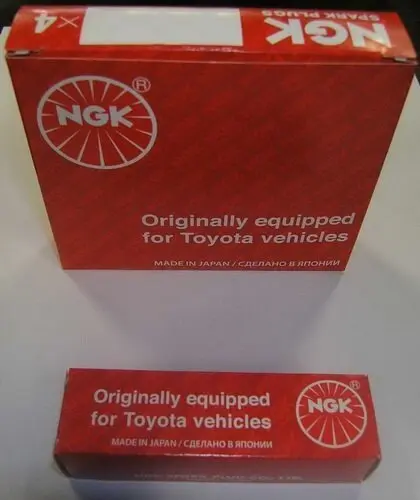 NGK
SPARK PLUGS
× 4
NGK
®
Originally equipped
for Toyota vehicles
MADE IN JAPAN / СДЕЛАНО В ЯПОНИИ
Originally equipped
for Toyota vehicles
MADE IN JAPAN / СДЕЛАНО В ЯПОНИИ
NGK
®